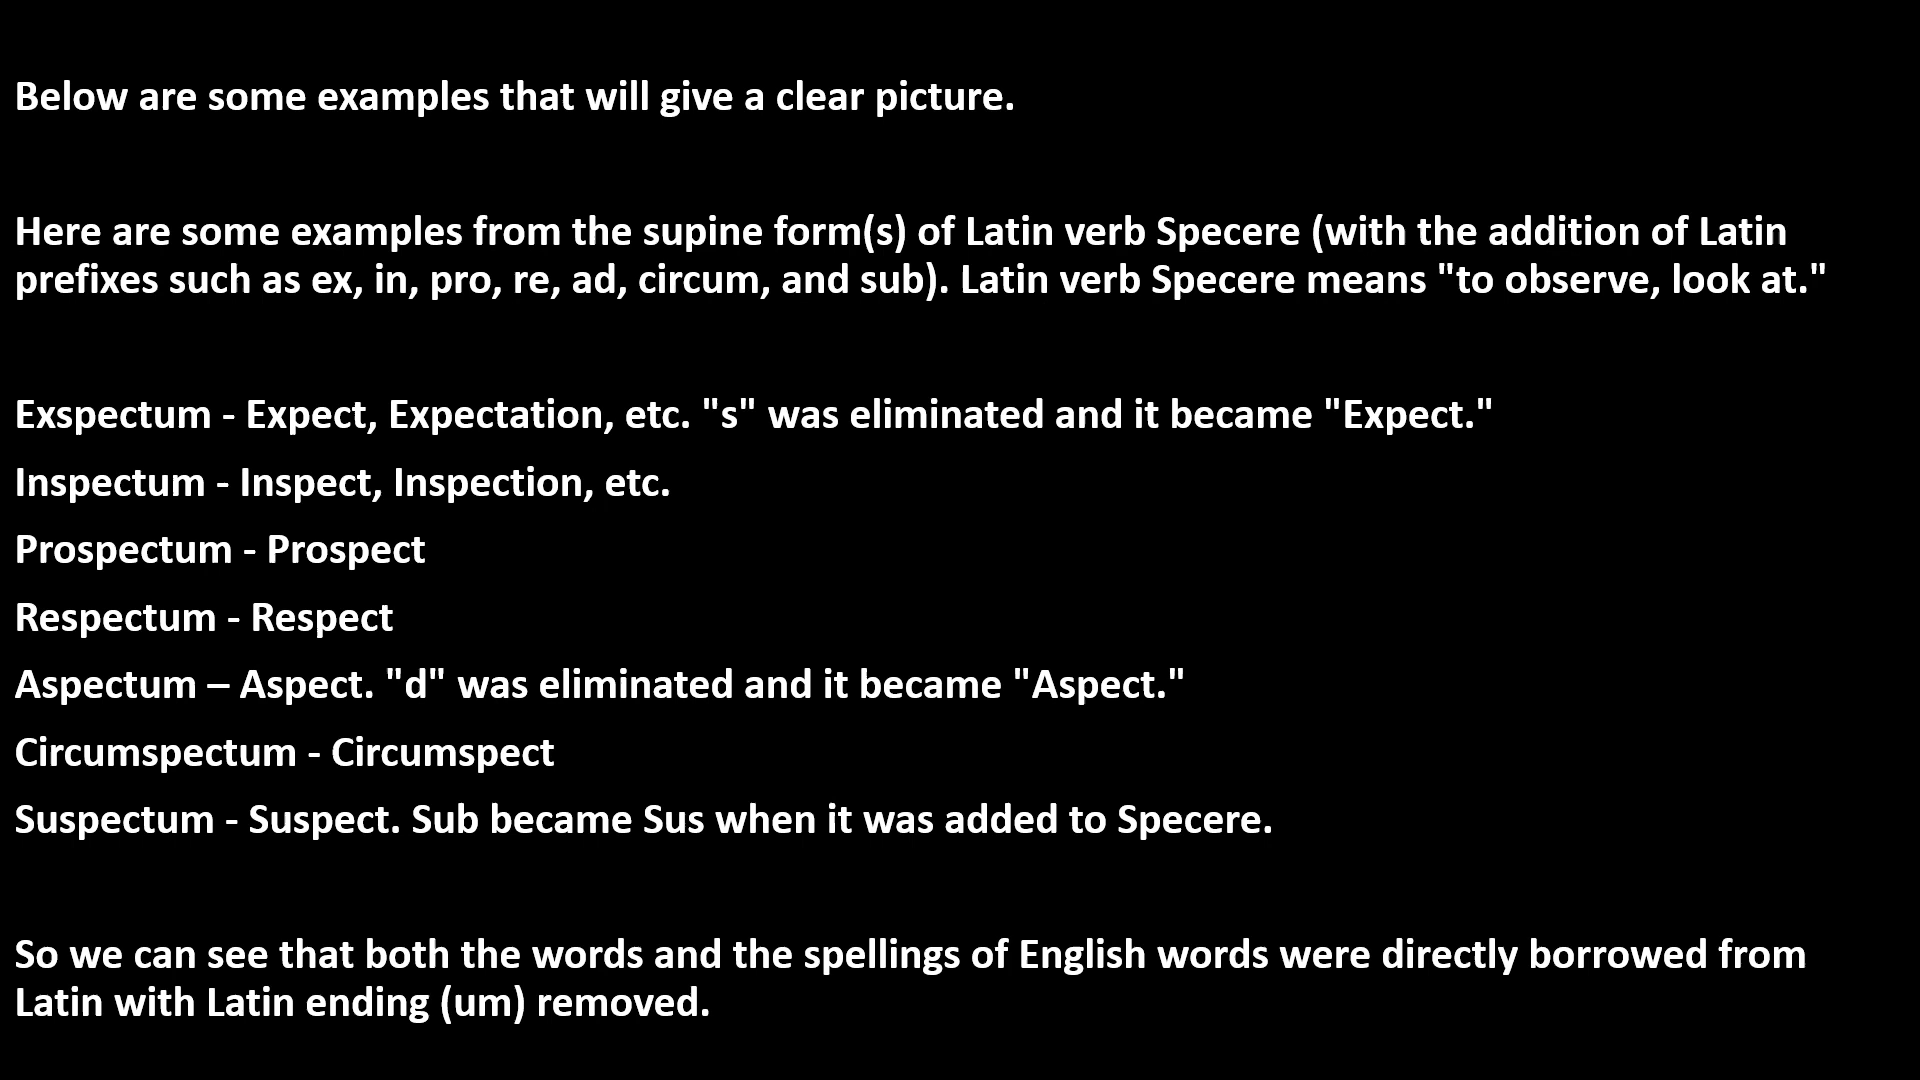 Below are some examples that will give a clear picture.
Here are some examples from the supine form(s) of Latin verb Specere (with the addition of Latin
prefixes such as ex, in, pro, re, ad, circum, and sub). Latin verb Specere means "to observe, look at."
Exspectum - Expect, Expectation, etc. "s" was eliminated and it became "Expect."
Inspectum - Inspect, Inspection, etc.
Prospectum - Prospect
Respectum - Respect
Aspectum – Aspect. "d" was eliminated and it became "Aspect."
Circumspectum - Circumspect
Suspectum - Suspect. Sub became Sus when it was added to Specere.
So we can see that both the words and the spellings of English words were directly borrowed from
Latin with Latin ending (um) removed.